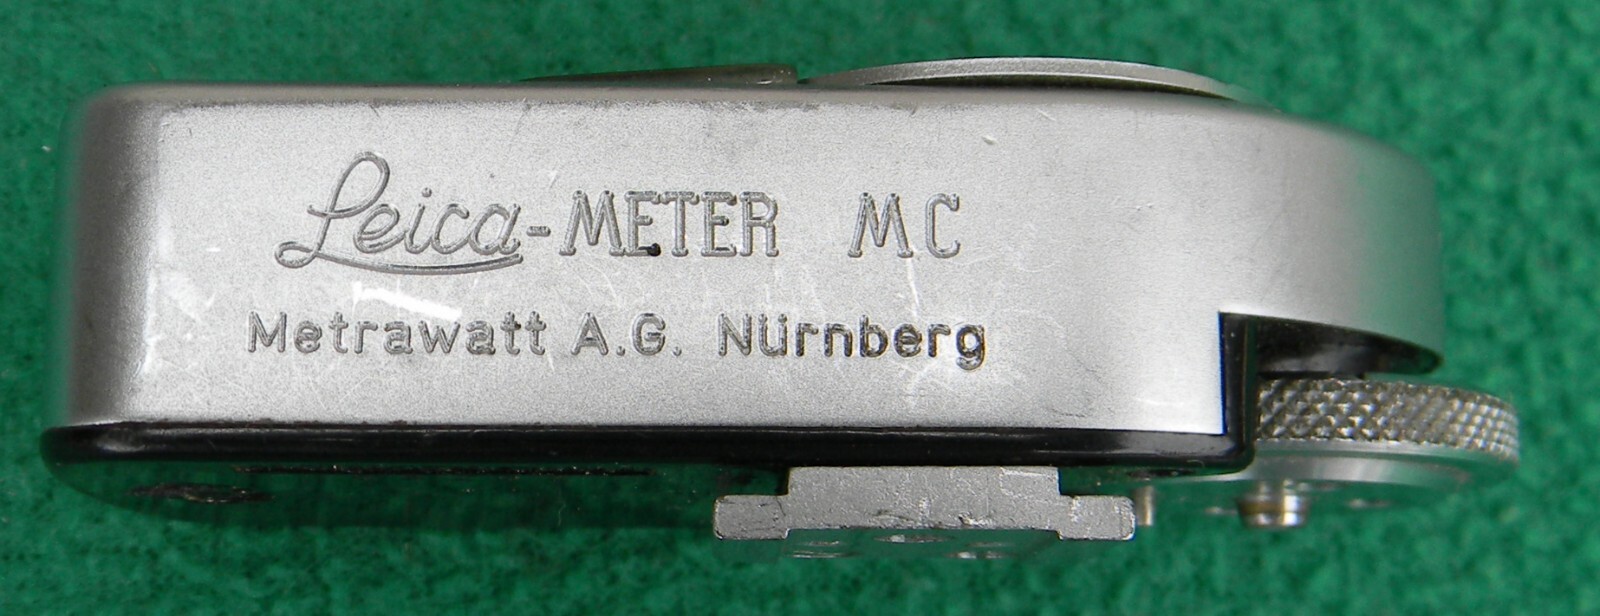 Leica-METER MC
Metrawatt A.G. Nürnberg